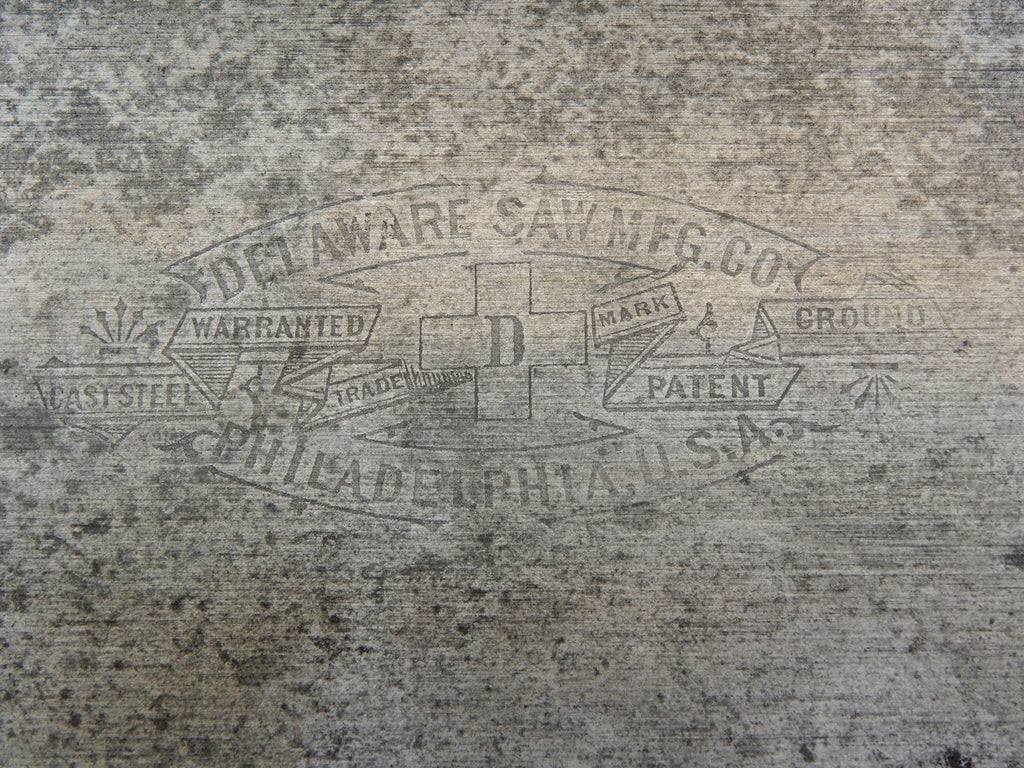 DELAWARE SAW MFG. CO.
WARRANTED
CAST STEEL
TRADE
D
MARK
PATENT
GROUND
PHILADELPHIA, U.S.A.